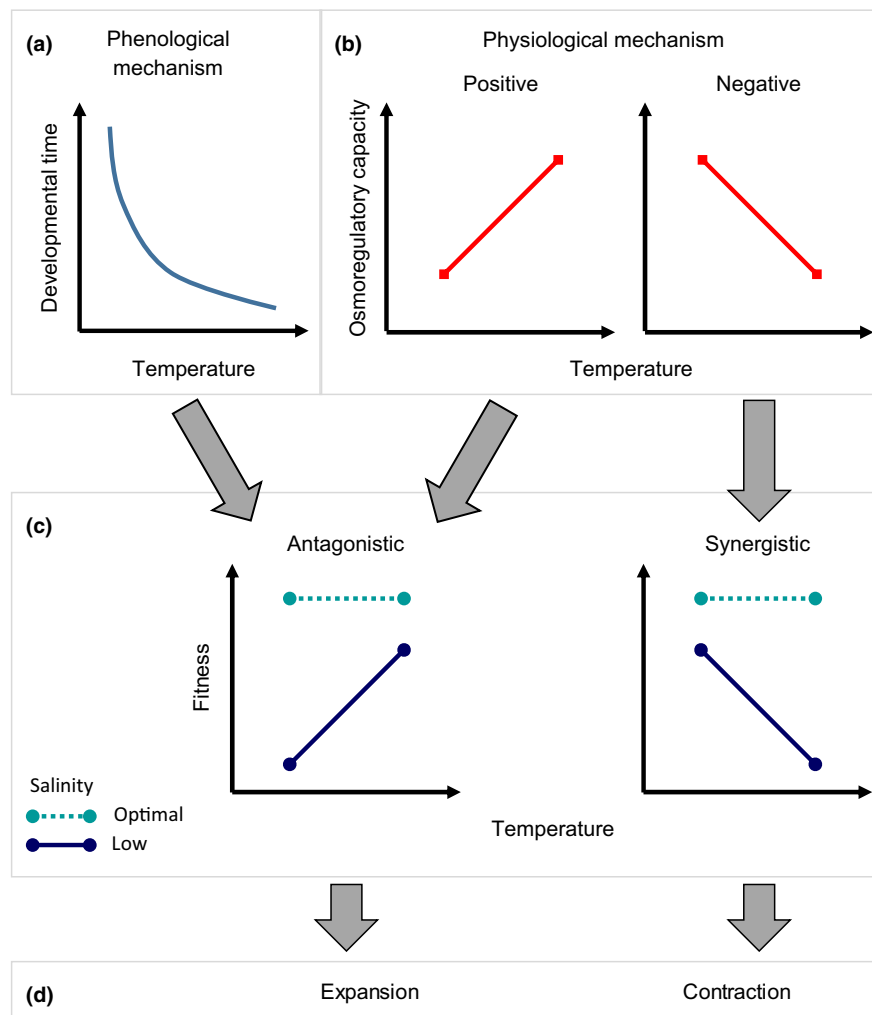 (a)
Phenological
mechanism
Developmental time
Temperature
(b)
Physiological mechanism
Positive
Negative
Osmoregulatory capacity
Temperature
(c)
Antagonistic
Synergistic
Fitness
Salinity
Optimal
Low
Temperature
(d)
Expansion
Contraction